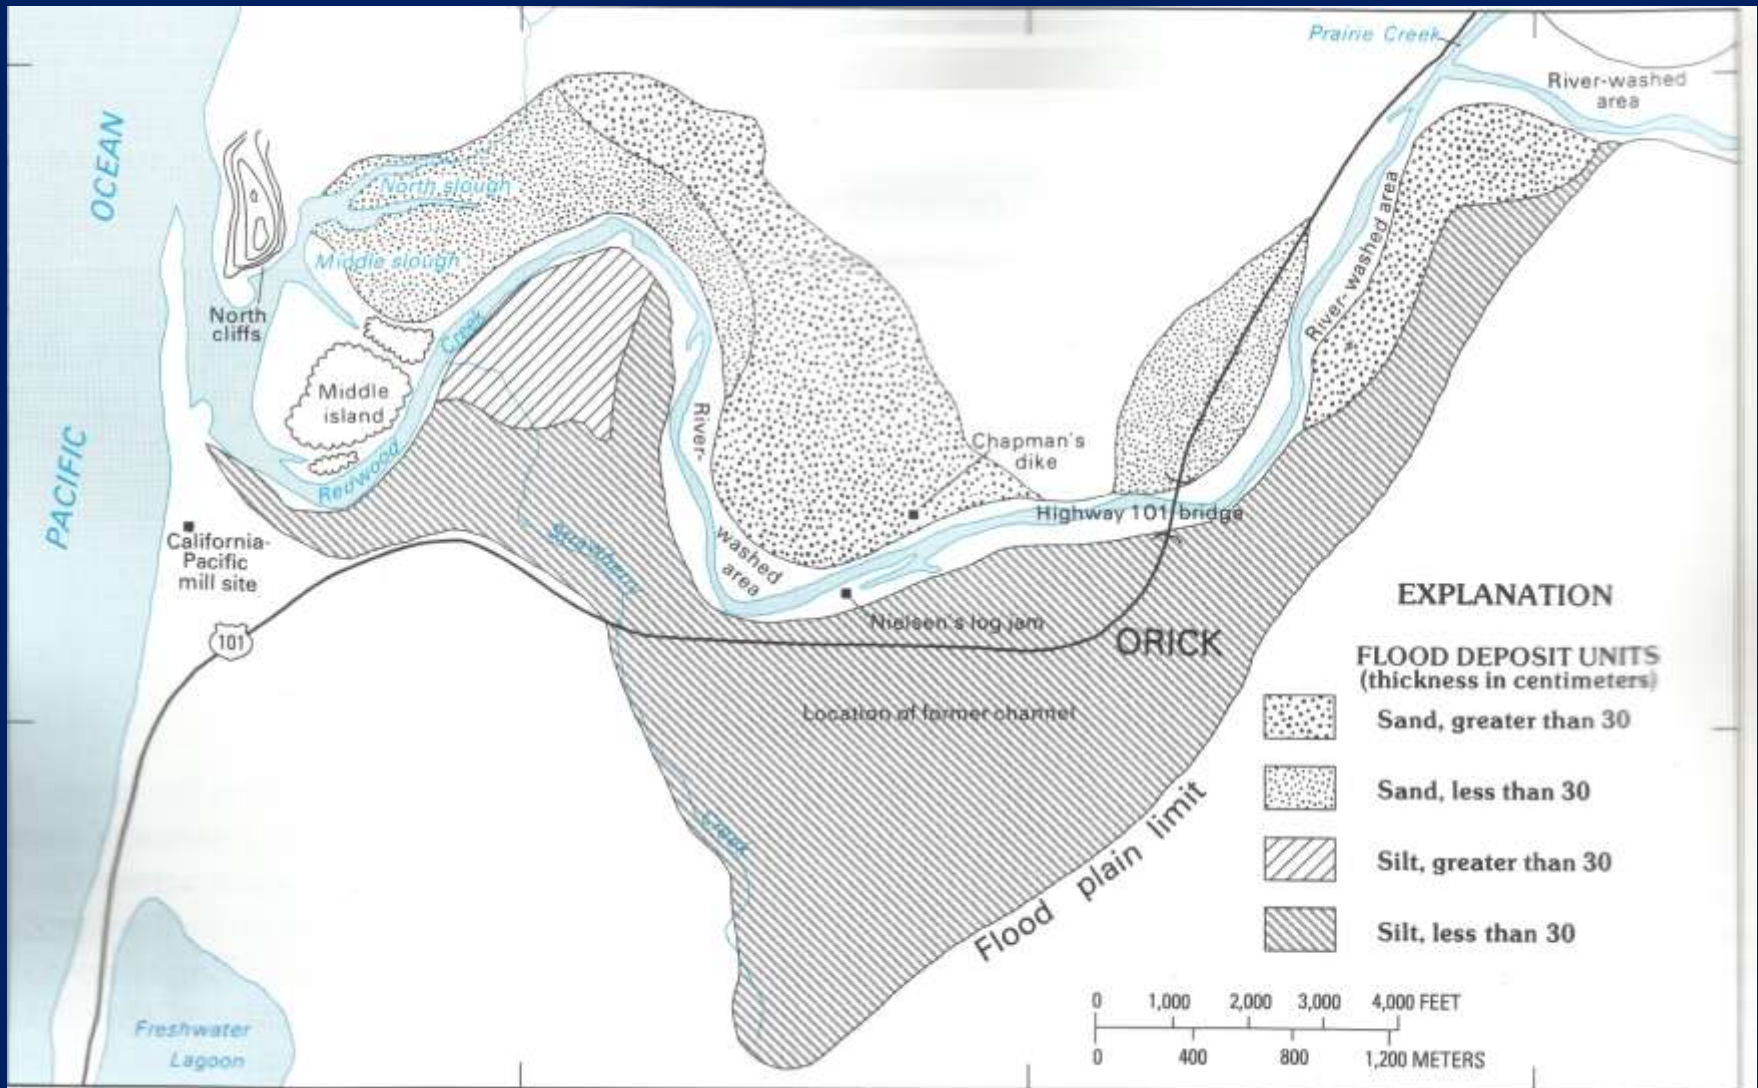 Prairie Creek
River-washed
area
OCEAN
North slough
River-washed area
Middle slough
North
cliffs
Creek
Middle
island
River-
Chapman's
dike
Redwood
PACIFIC
Highway 101 bridge
California-
Pacific
mill site
washed
area
Strawberry
EXPLANATION
Nielsen's log jam
101
ORICK
FLOOD DEPOSIT UNITS
(thickness in centimeters)
Location of former channel
Sand, greater than 30
Sand, less than 30
Flood plain limit
Creek
Silt, greater than 30
Silt, less than 30
0 1,000 2,000 3,000 4,000 FEET
0 400 800 1,200 METERS
Freshwater
Lagoon